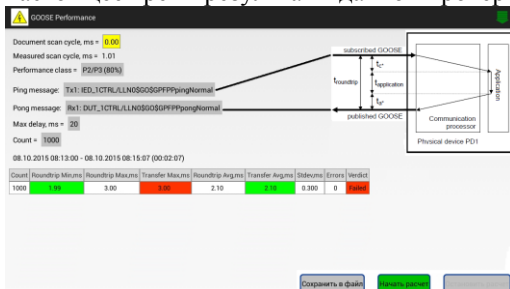 GOOSE Performance
Document scan cycle, ms = 0.00
Measured scan cycle, ms = 1.01
Performance class = P2/P3 (80%)
Ping message: Tx1: IED_1CTRL/LLN0$GO$GPFPPpingNormal
Pong message: Rx1: DUT_1CTRL/LLN0$GO$GPFPPpongNormal
Max delay, ms = 20
Count = 1000
08.10.2015 08:13:00 - 08.10.2015 08:15:07 (00:02:07)
subscribed GOOSE
troundtrip
tc"
tapplication
ta"
published GOOSE
Application
Communication processor
Physical device PD1
Count Roundtrip Min,ms Roundtrip Max,ms Transfer Max,ms Roundtrip Avg,ms Transfer Avg,ms Stdev,ms Errors Verdict
1000 1.99 3.00 3.00 2.10 2.10 0.300 0 Failed
Сохранить в файл
Начать расчет